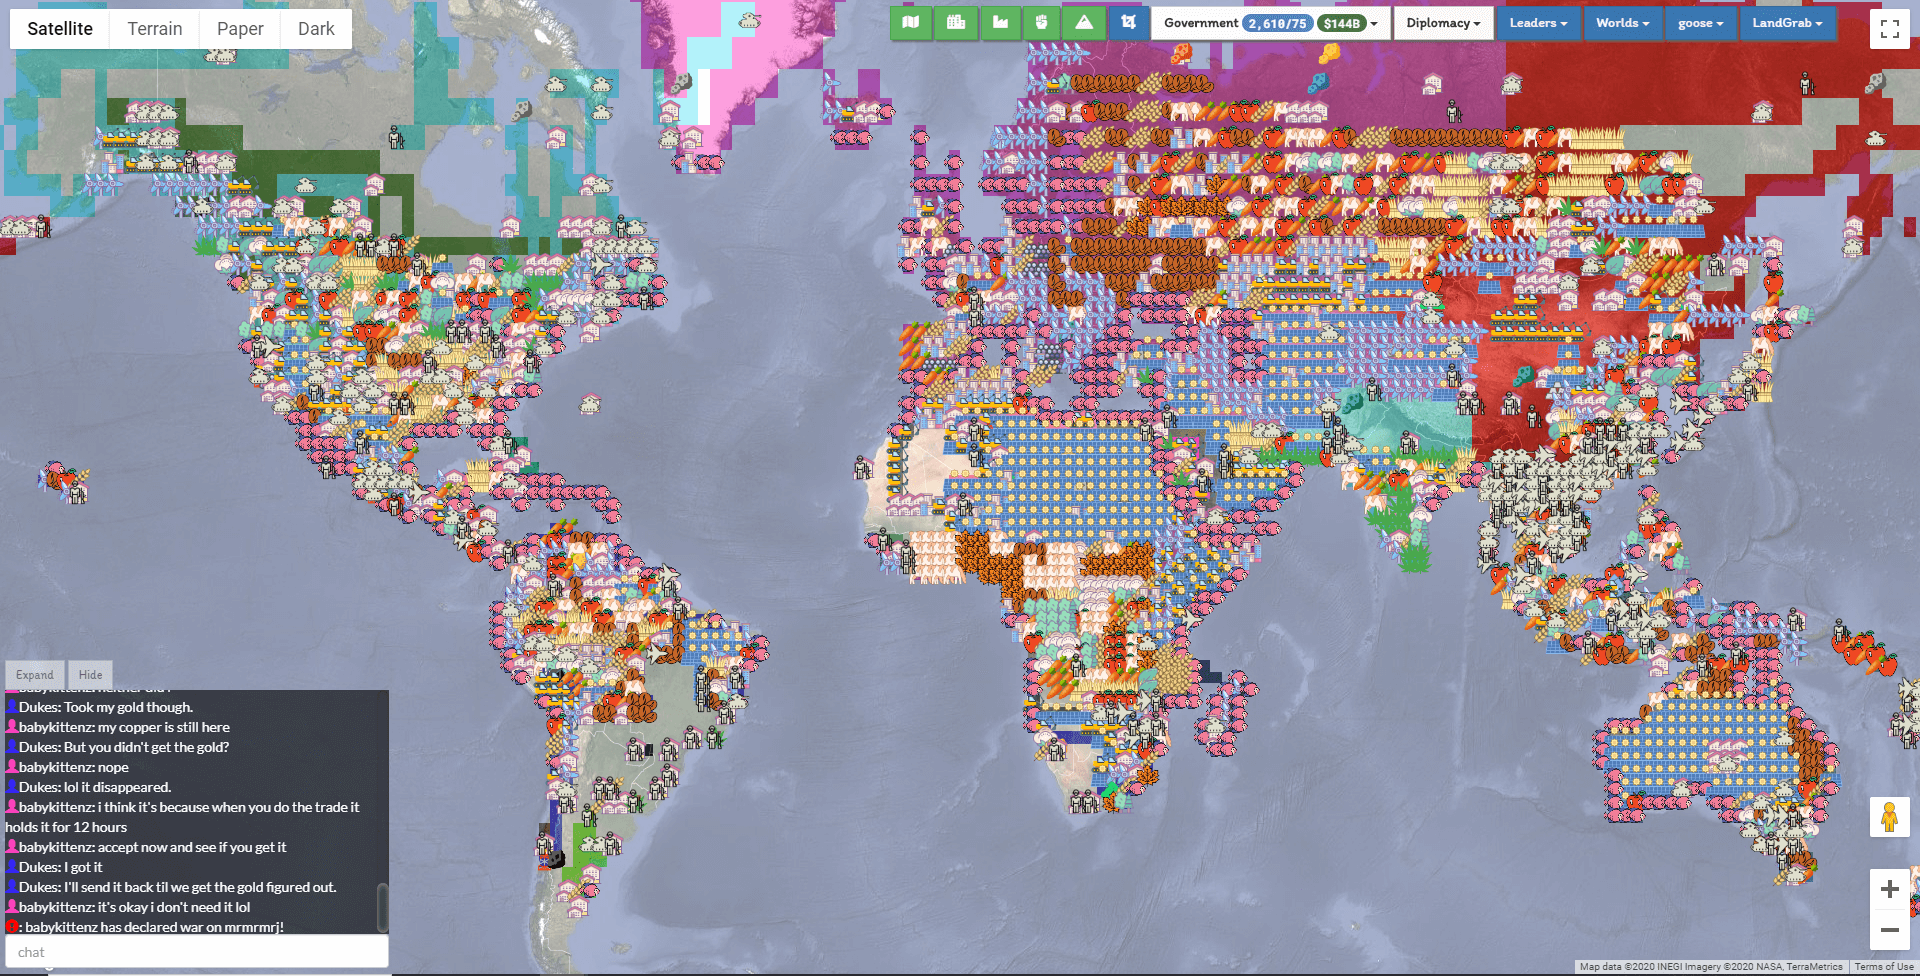 Satellite
Terrain
Paper
Dark
Government 2,610/75 $144B
Diplomacy
Leaders
Worlds
goose
LandGrab
Expand
Hide
babykittenz: neither did i
Dukes: Took my gold though.
babykittenz: my copper is still here
Dukes: But you didn't get the gold?
babykittenz: nope
Dukes: lol it disappeared.
babykittenz: i think it's because when you do the trade it
holds it for 12 hours
babykittenz: accept now and see if you get it
Dukes: I got it
Dukes: I'll send it back til we get the gold figured out.
babykittenz: it's okay i don't need it lol
: babykittenz has declared war on mrmrmrj!
chat
Map data ©2020 INEGI Imagery ©2020 NASA, TerraMetrics
Terms of Use